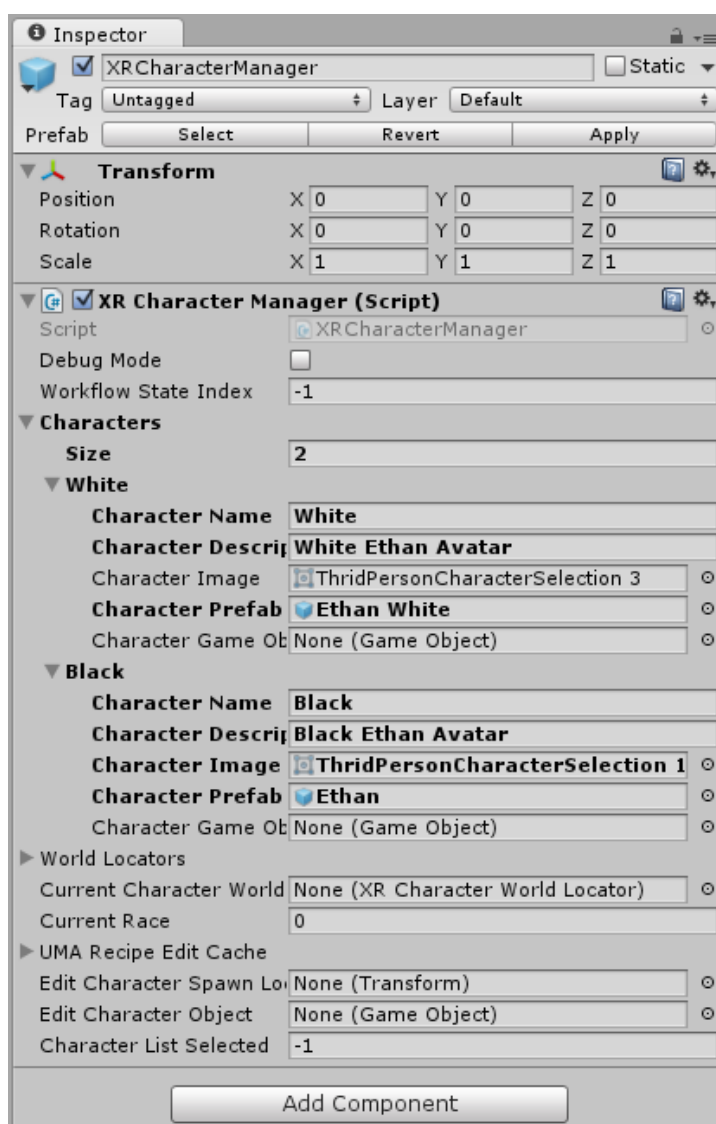 Inspector
XRCharacterManager Static
Tag Untagged Layer Default
Prefab Select Revert Apply
Transform
Position X 0 Y 0 Z 0
Rotation X 0 Y 0 Z 0
Scale X 1 Y 1 Z 1
C# XR Character Manager (Script)
Script XRCharacterManager
Debug Mode
Workflow State Index -1
Characters
Size 2
White
Character Name White
Character Descrip White Ethan Avatar
Character Image ThridPersonCharacterSelection 3
Character Prefab Ethan White
Character Game Ob None (Game Object)
Black
Character Name Black
Character Descrip Black Ethan Avatar
Character Image ThridPersonCharacterSelection 1
Character Prefab Ethan
Character Game Ob None (Game Object)
World Locators
Current Character World None (XR Character World Locator)
Current Race 0
UMA Recipe Edit Cache
Edit Character Spawn Lo None (Transform)
Edit Character Object None (Game Object)
Character List Selected -1
Add Component